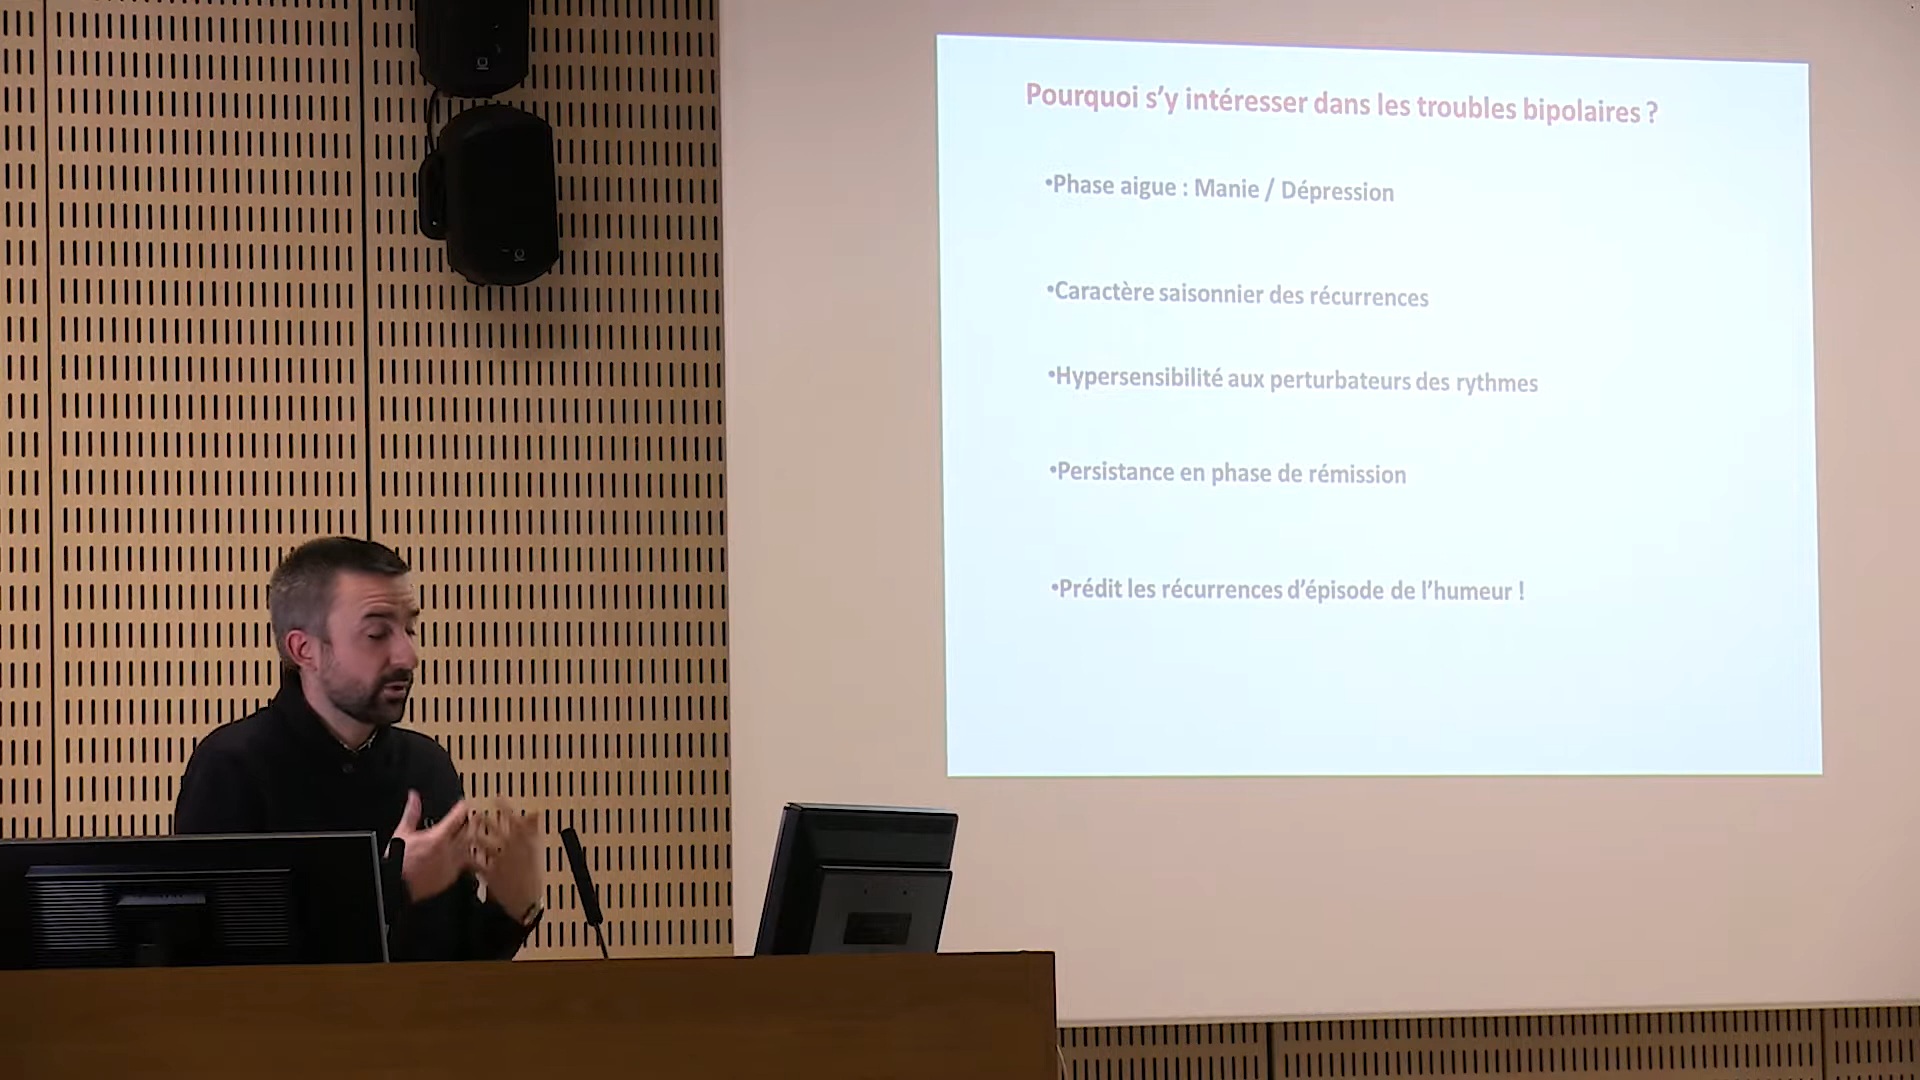 Pourquoi s'y intéresser dans les troubles bipolaires ?
•Phase aigue : Manie / Dépression
•Caractère saisonnier des récurrences
•Hypersensibilité aux perturbateurs des rythmes
•Persistance en phase de rémission
•Prédit les récurrences d'épisode de l'humeur !